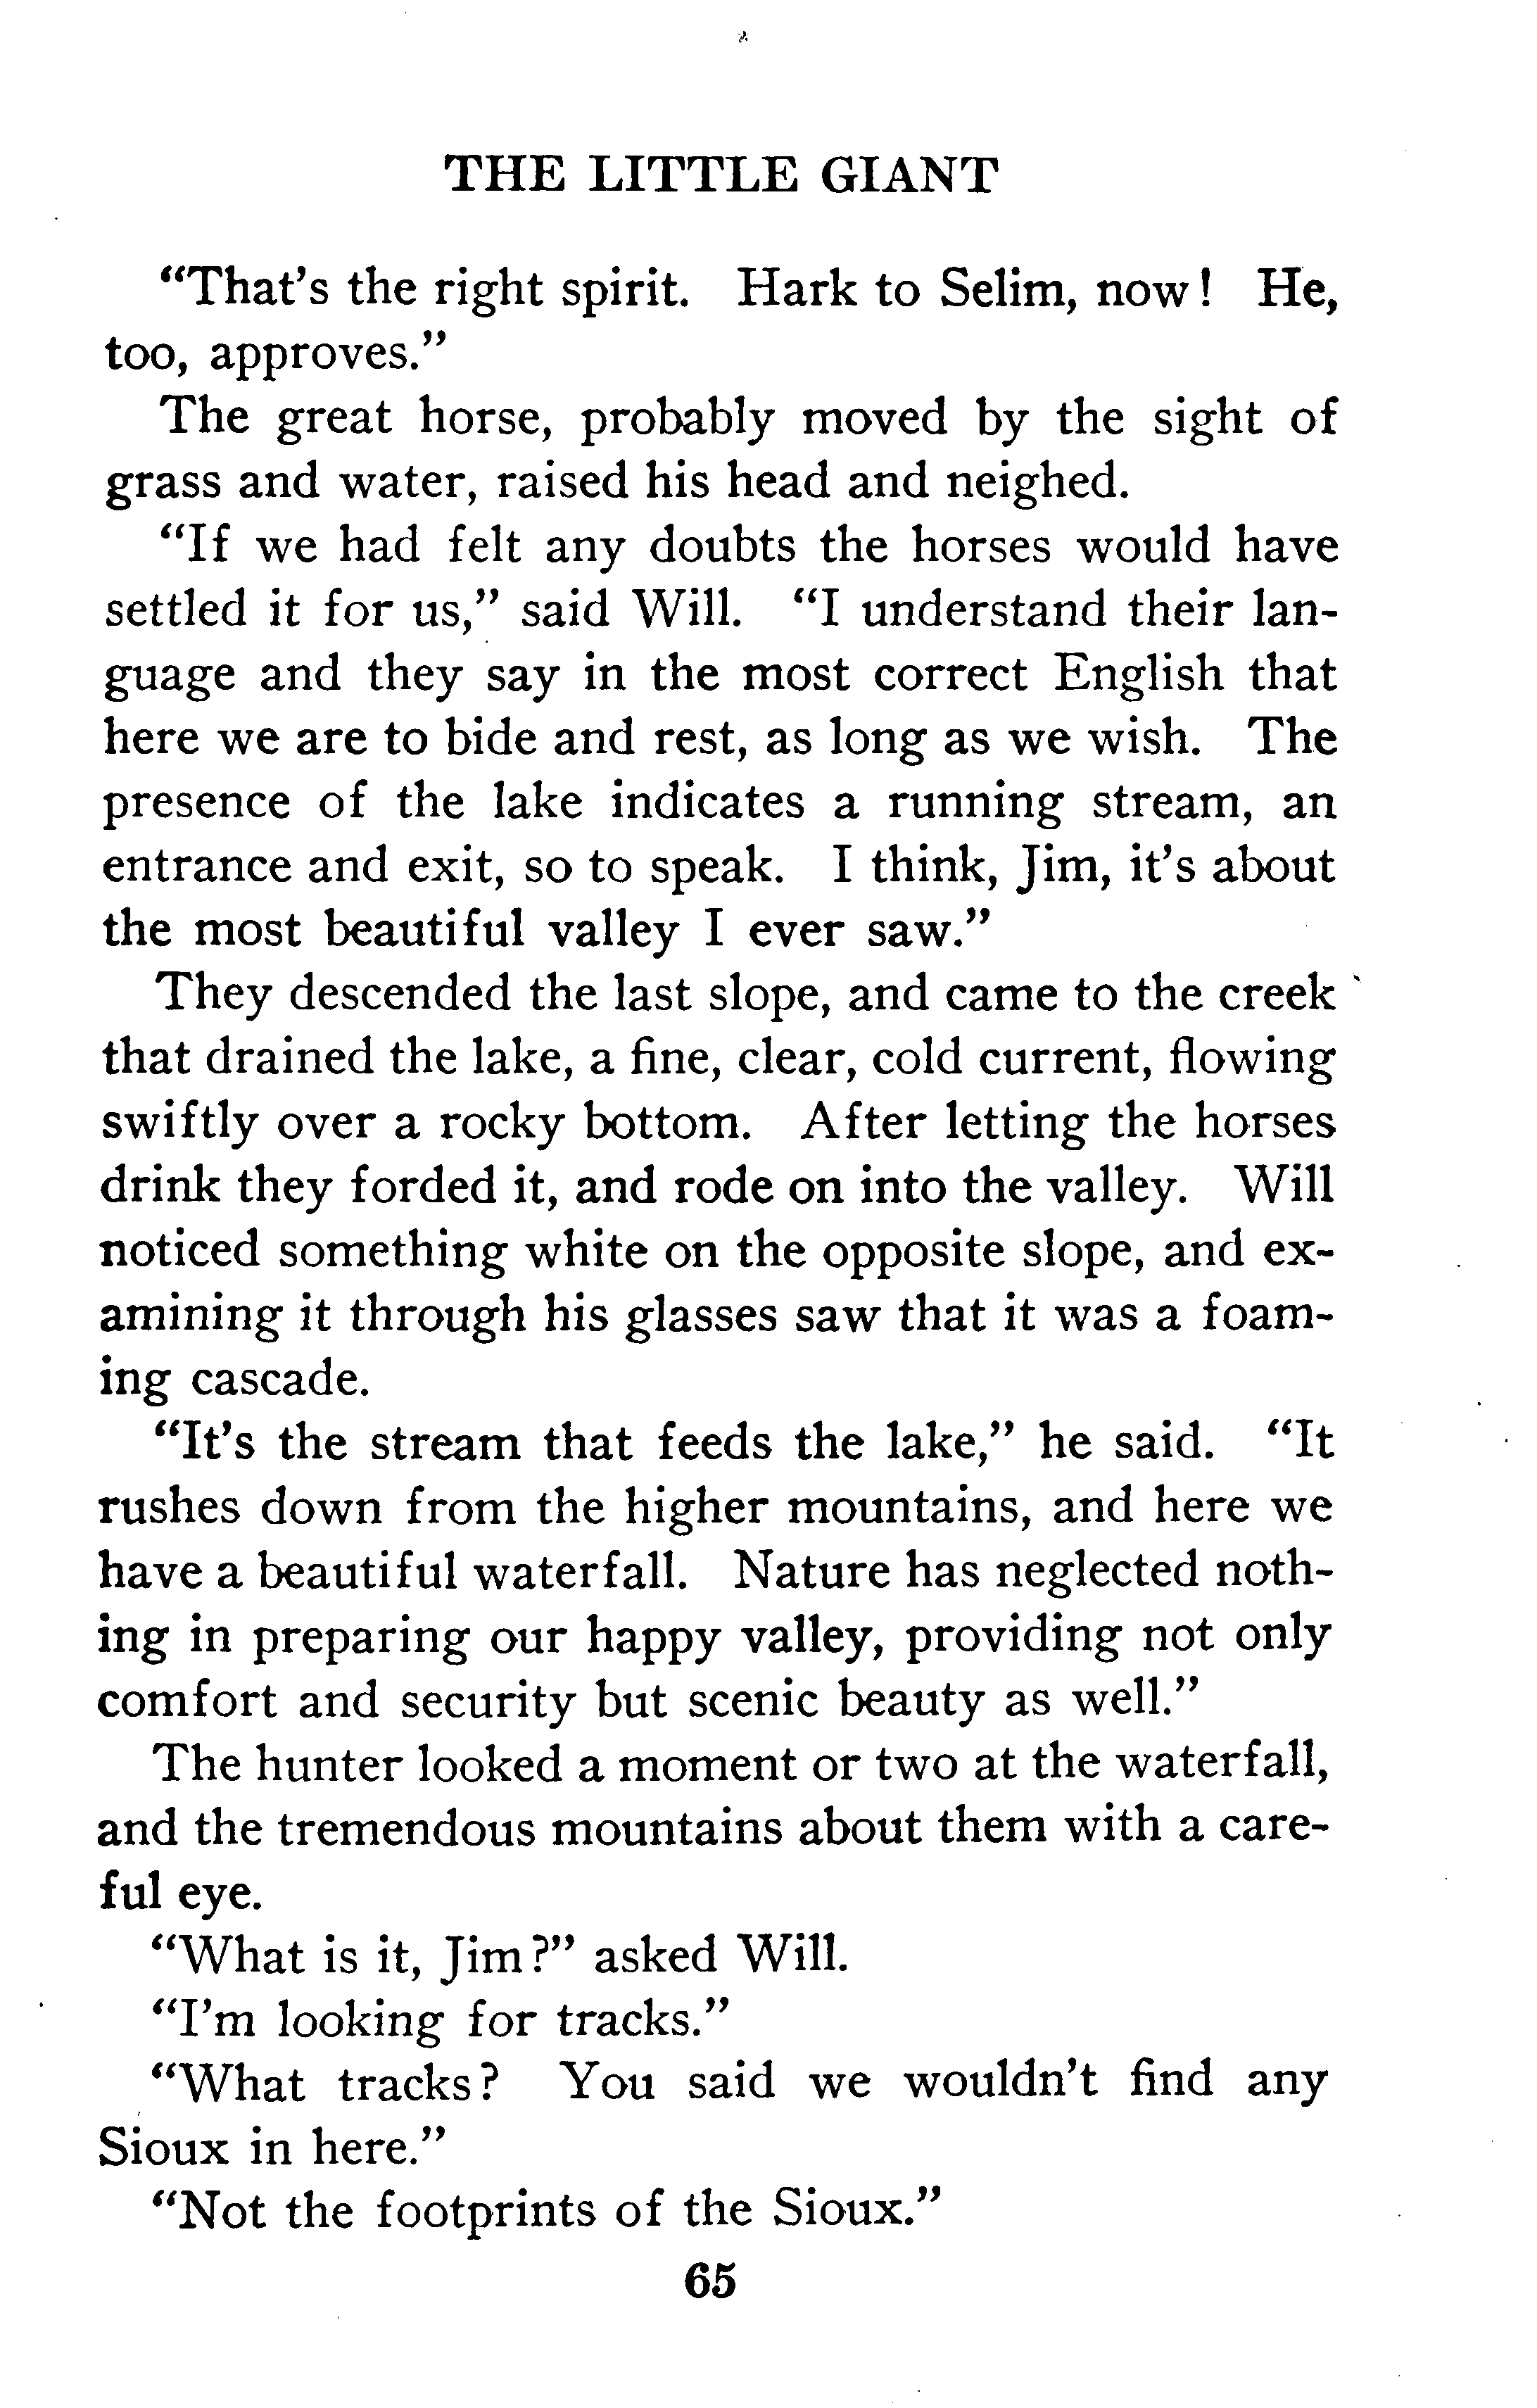 THE LITTLE GIANT
“That’s the right spirit. Hark to Selim, now! He,
too, approves.”
The great horse, probably moved by the sight of
grass and water, raised his head and neighed.
“If we had felt any doubts the horses would have
settled it for us,” said Will. “I understand their lan-
guage and they say in the most correct English that
here we are to bide and rest, as long as we wish. The
presence of the lake indicates a running stream, an
entrance and exit, so to speak. I think, Jim, it’s about
the most beautiful valley I ever saw.”
They descended the last slope, and came to the creek
that drained the lake, a fine, clear, cold current, flowing
swiftly over a rocky bottom. After letting the horses
drink they forded it, and rode on into the valley. Will
noticed something white on the opposite slope, and ex-
amining it through his glasses saw that it was a foam-
ing cascade.
“It’s the stream that feeds the lake,” he said. “It
rushes down from the higher mountains, and here we
have a beautiful waterfall. Nature has neglected noth-
ing in preparing our happy valley, providing not only
comfort and security but scenic beauty as well.”
The hunter looked a moment or two at the waterfall,
and the tremendous mountains about them with a care-
ful eye.
“What is it, Jim?” asked Will.
“I’m looking for tracks.”
“What tracks? You said we wouldn’t find any
Sioux in here.”
“Not the footprints of the Sioux.”
65